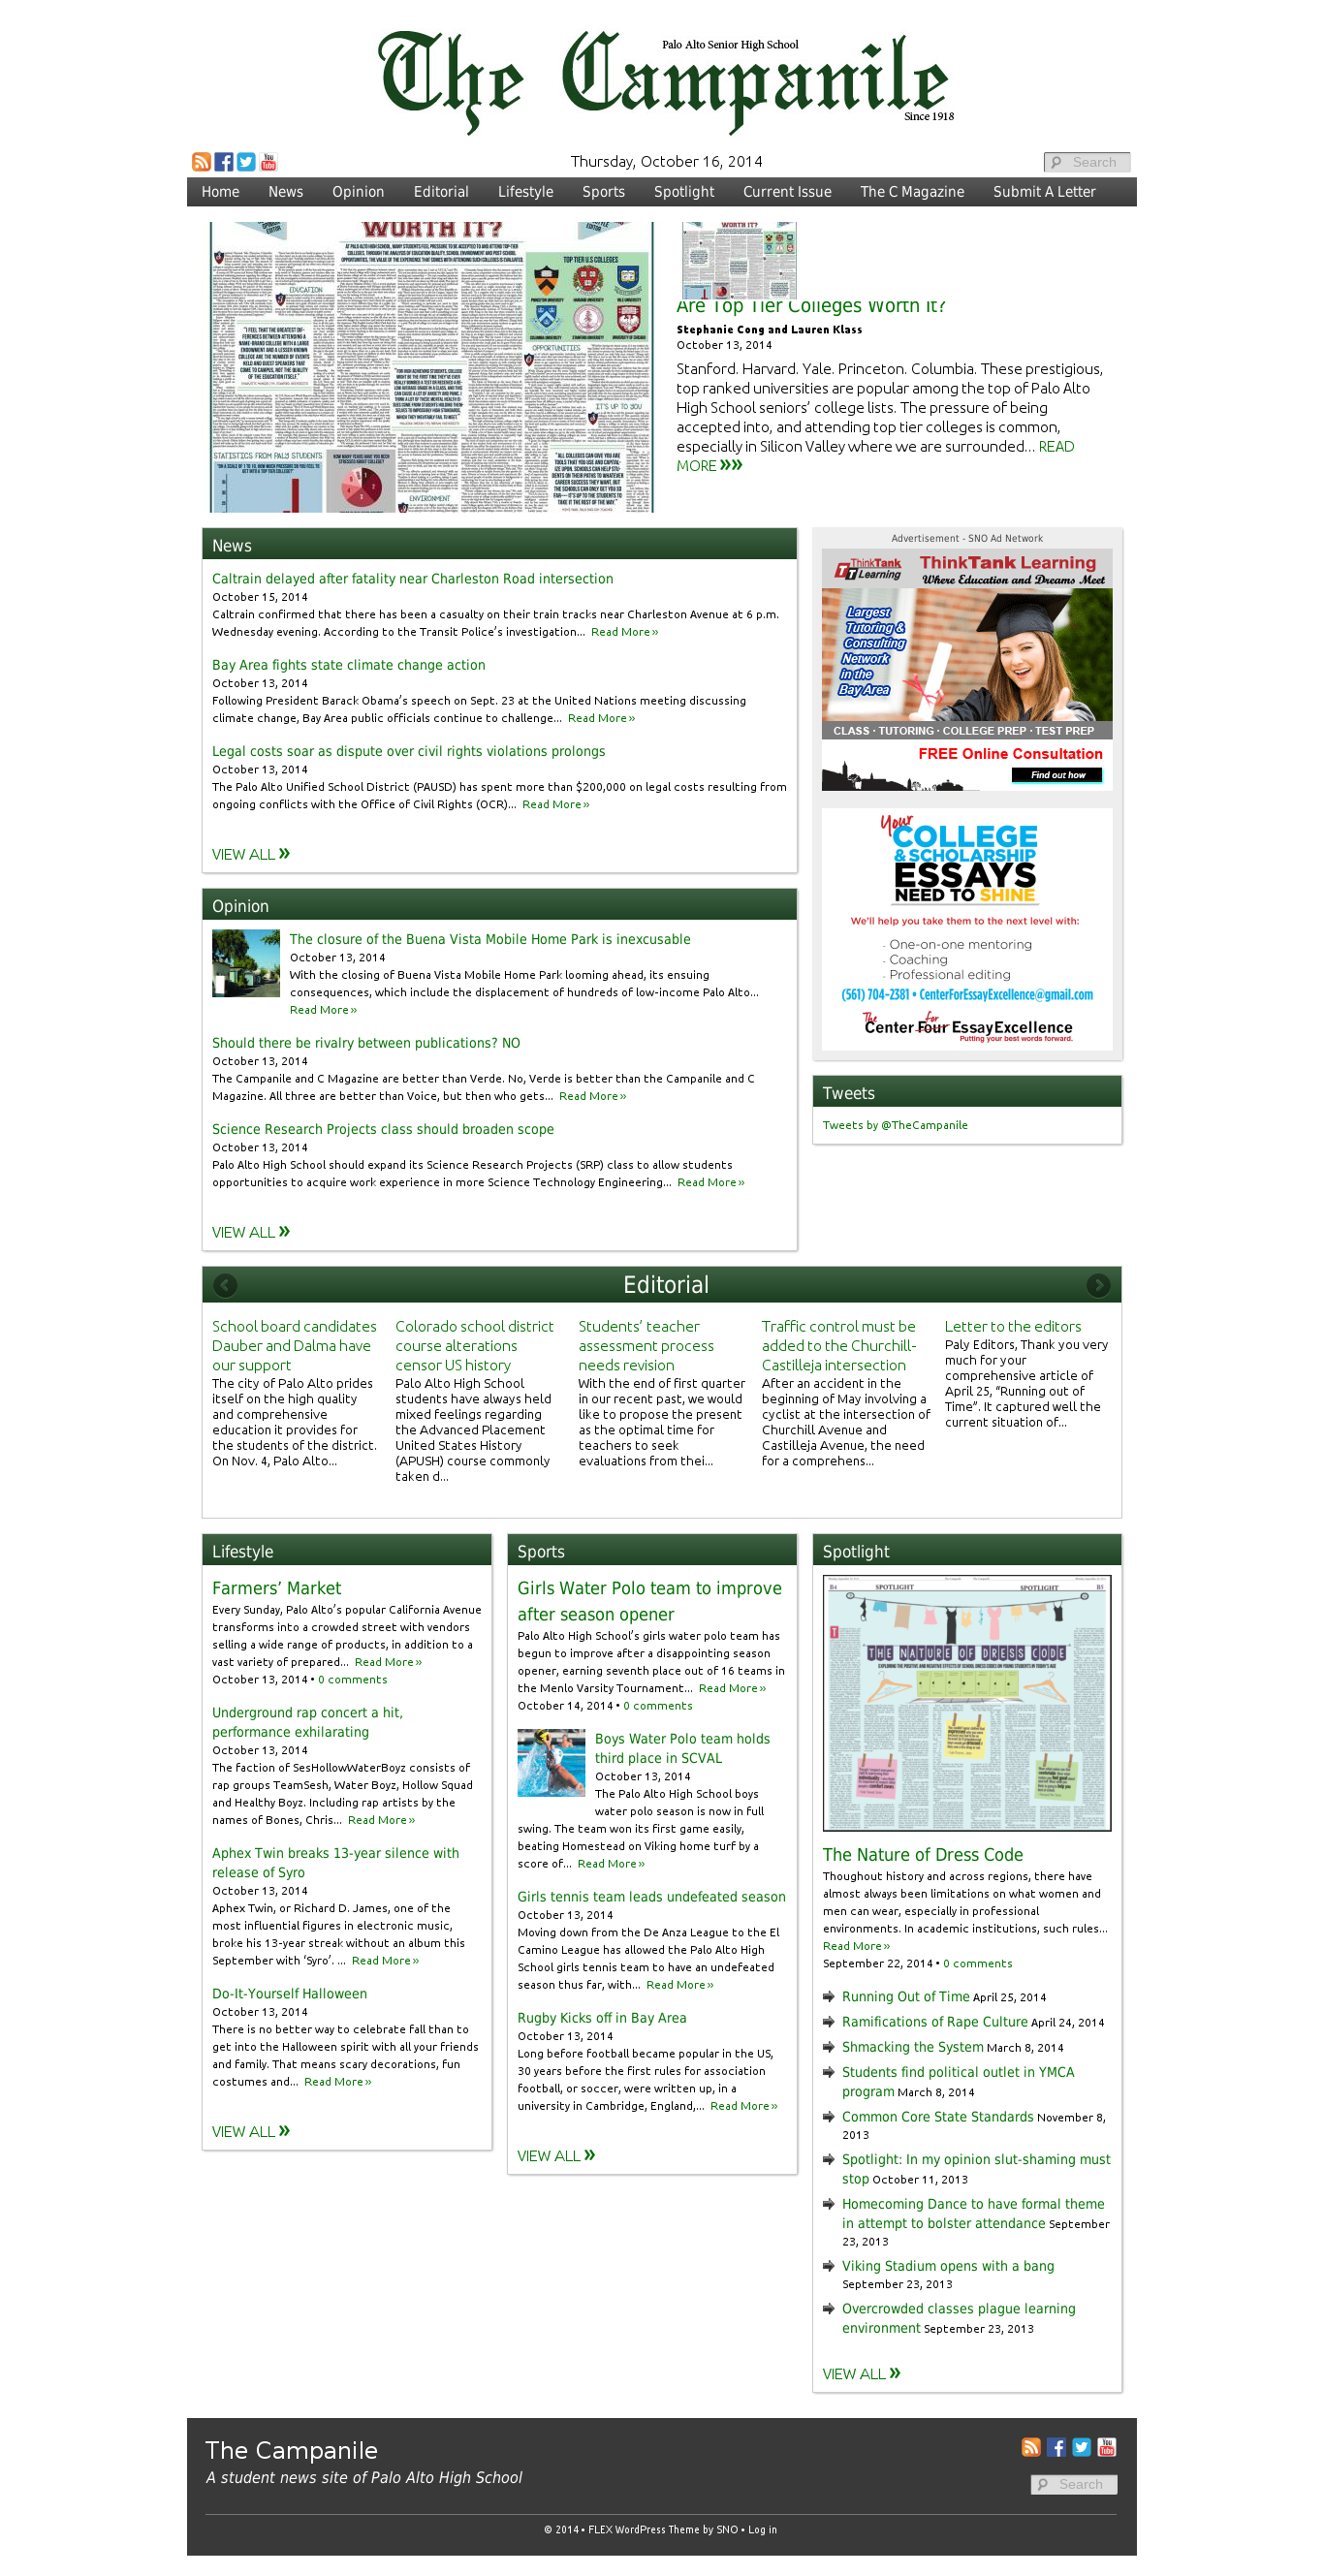 The Campanile
Palo Alto Senior High School
Since 1918
Thursday, October 16, 2014
Search
Home News Opinion Editorial Lifestyle Sports Spotlight Current Issue The C Magazine Submit A Letter
WORTH IT?
EDUCATION
TOP TIER U.S COLLEGES
OPPORTUNITIES
IT'S UP TO YOU
STATISTICS FROM PALY STUDENTS
ENVIRONMENT
WORTH IT?
Are Top Tier Colleges Worth It?
Stephanie Cong and Lauren Klass
October 13, 2014
Stanford. Harvard. Yale. Princeton. Columbia. These prestigious,
top ranked universities are popular among the top of Palo Alto
High School seniors’ college lists. The pressure of being
accepted into, and attending top tier colleges is common,
especially in Silicon Valley where we are surrounded... READ
MORE »
News
Caltrain delayed after fatality near Charleston Road intersection
October 15, 2014
Caltrain confirmed that there has been a casualty on their train tracks near Charleston Avenue at 6 p.m.
Wednesday evening. According to the Transit Police’s investigation... Read More »
Bay Area fights state climate change action
October 13, 2014
Following President Barack Obama’s speech on Sept. 23 at the United Nations meeting discussing
climate change, Bay Area public officials continue to challenge... Read More »
Legal costs soar as dispute over civil rights violations prolongs
October 13, 2014
The Palo Alto Unified School District (PAUSD) has spent more than $200,000 on legal costs resulting from
ongoing conflicts with the Office of Civil Rights (OCR)... Read More »
VIEW ALL »
Advertisement - SNO Ad Network
ThinkTank Learning
TT
ThinkTank Learning
Where Education and Dreams Meet
Largest
Tutoring &
Consulting
Network
in the
Bay Area
CLASS · TUTORING · COLLEGE PREP · TEST PREP
FREE Online Consultation
Find out how
Your
COLLEGE
& SCHOLARSHIP
ESSAYS
NEED TO SHINE
We'll help you take them to the next level with:
· One-on-one mentoring
· Coaching
· Professional editing
(561) 704-2381 • CenterForEssayExcellence@gmail.com
The Center for Four EssayExcellence
Putting your best words forward.
Opinion
The closure of the Buena Vista Mobile Home Park is inexcusable
October 13, 2014
With the closing of Buena Vista Mobile Home Park looming ahead, its ensuing
consequences, which include the displacement of hundreds of low-income Palo Alto...
Read More »
Should there be rivalry between publications? NO
October 13, 2014
The Campanile and C Magazine are better than Verde. No, Verde is better than the Campanile and C
Magazine. All three are better than Voice, but then who gets... Read More »
Science Research Projects class should broaden scope
October 13, 2014
Palo Alto High School should expand its Science Research Projects (SRP) class to allow students
opportunities to acquire work experience in more Science Technology Engineering... Read More »
VIEW ALL »
Tweets
Tweets by @TheCampanile
Editorial
School board candidates
Dauber and Dalma have
our support
The city of Palo Alto prides
itself on the high quality
and comprehensive
education it provides for
the students of the district.
On Nov. 4, Palo Alto...
Colorado school district
course alterations
censor US history
Palo Alto High School
students have always held
mixed feelings regarding
the Advanced Placement
United States History
(APUSH) course commonly
taken d...
Students’ teacher
assessment process
needs revision
With the end of first quarter
in our recent past, we would
like to propose the present
as the optimal time for
teachers to seek
evaluations from thei...
Traffic control must be
added to the Churchill-
Castilleja intersection
After an accident in the
beginning of May involving a
cyclist at the intersection of
Churchill Avenue and
Castilleja Avenue, the need
for a comprehens...
Letter to the editors
Paly Editors, Thank you very
much for your
comprehensive article of
April 25, “Running out of
Time”. It captured well the
current situation of...
Lifestyle
Farmers’ Market
Every Sunday, Palo Alto’s popular California Avenue
transforms into a crowded street with vendors
selling a wide range of products, in addition to a
vast variety of prepared... Read More »
October 13, 2014 • 0 comments
Underground rap concert a hit,
performance exhilarating
October 13, 2014
The faction of SesHollowWaterBoyz consists of
rap groups TeamSesh, Water Boyz, Hollow Squad
and Healthy Boyz. Including rap artists by the
names of Bones, Chris... Read More »
Aphex Twin breaks 13-year silence with
release of Syro
October 13, 2014
Aphex Twin, or Richard D. James, one of the
most influential figures in electronic music,
broke his 13-year streak without an album this
September with ‘Syro’. ... Read More »
Do-It-Yourself Halloween
October 13, 2014
There is no better way to celebrate fall than to
get into the Halloween spirit with all your friends
and family. That means scary decorations, fun
costumes and... Read More »
VIEW ALL »
Sports
Girls Water Polo team to improve
after season opener
Palo Alto High School’s girls water polo team has
begun to improve after a disappointing season
opener, earning seventh place out of 16 teams in
the Menlo Varsity Tournament... Read More »
October 14, 2014 • 0 comments
Boys Water Polo team holds
third place in SCVAL
October 13, 2014
The Palo Alto High School boys
water polo season is now in full
swing. The team won its first game easily,
beating Homestead on Viking home turf by a
score of... Read More »
Girls tennis team leads undefeated season
October 13, 2014
Moving down from the De Anza League to the El
Camino League has allowed the Palo Alto High
School girls tennis team to have an undefeated
season thus far, with... Read More »
Rugby Kicks off in Bay Area
October 13, 2014
Long before football became popular in the US,
30 years before the first rules for association
football, or soccer, were written up, in a
university in Cambridge, England,... Read More »
VIEW ALL »
Spotlight
B4 SPOTLIGHT SPOTLIGHT B5
THE NATURE OF DRESS CODE
The Nature of Dress Code
Thoughout history and across regions, there have
almost always been limitations on what women and
men can wear, especially in professional
environments. In academic institutions, such rules...
Read More »
September 22, 2014 • 0 comments
Running Out of Time April 25, 2014
Ramifications of Rape Culture April 24, 2014
Shmacking the System March 8, 2014
Students find political outlet in YMCA
program March 8, 2014
Common Core State Standards November 8,
2013
Spotlight: In my opinion slut-shaming must
stop October 11, 2013
Homecoming Dance to have formal theme
in attempt to bolster attendance September
23, 2013
Viking Stadium opens with a bang
September 23, 2013
Overcrowded classes plague learning
environment September 23, 2013
VIEW ALL »
The Campanile
A student news site of Palo Alto High School
Search
© 2014 • FLEX WordPress Theme by SNO • Log in